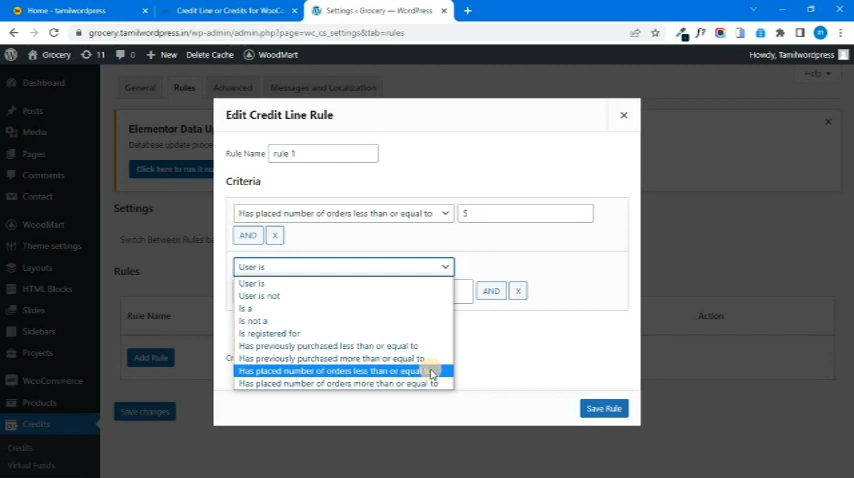 Home - tamilwordpress
Credit Line or Credits for WooCo
Settings ‹ Grocery — WordPress
grocery.tamilwordpress.in/wp-admin/admin.php?page=wc_cs_settings&tab=rules
Grocery 11 0 New Delete Cache WoodMart Howdy, Tamilwordpress
Dashboard
Posts
Media
Pages
Comments
Contact
WoodMart
Theme settings
Layouts
HTML Blocks
Slides
Sidebars
Projects
WooCommerce
Products
Credits
Credits
Virtual Funds
Help
General Rules Advanced Messages and Localization
Elementor Data U
Database update proce
Click here to run it no
Settings
Switch Between Rules ba
Rules
Rule Name Action
Add Rule
Save changes
Edit Credit Line Rule
Rule Name rule 1
Criteria
Has placed number of orders less than or equal to 5
AND X
User is
AND X
User is
User is not
Is a
Is not a
Is registered for
Has previously purchased less than or equal to
Has previously purchased more than or equal to
Has placed number of orders less than or equal
Has placed number of orders more than or equal to
Save Rule